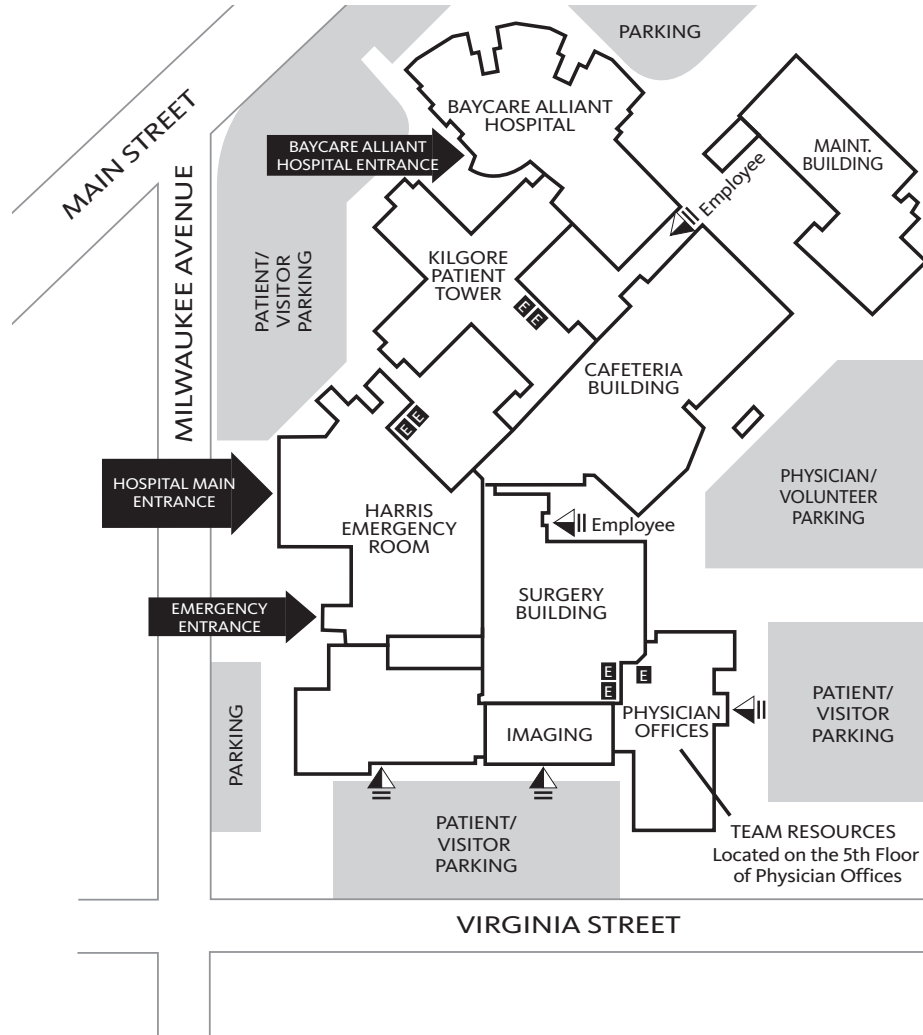 PARKING
MAIN STREET
BAYCARE ALLIANT
HOSPITAL
BAYCARE ALLIANT
HOSPITAL ENTRANCE
MAINT.
BUILDING
Employee
MILWAUKEE AVENUE
PATIENT/
VISITOR
PARKING
KILGORE
PATIENT
TOWER
E
E
CAFETERIA
BUILDING
E
E
HOSPITAL MAIN
ENTRANCE
PHYSICIAN/
VOLUNTEER
PARKING
HARRIS
EMERGENCY
ROOM
Employee
EMERGENCY
ENTRANCE
SURGERY
BUILDING
E
E
E
PHYSICIAN
OFFICES
PATIENT/
VISITOR
PARKING
IMAGING
PARKING
PATIENT/
VISITOR
PARKING
TEAM RESOURCES
Located on the 5th Floor
of Physician Offices
VIRGINIA STREET